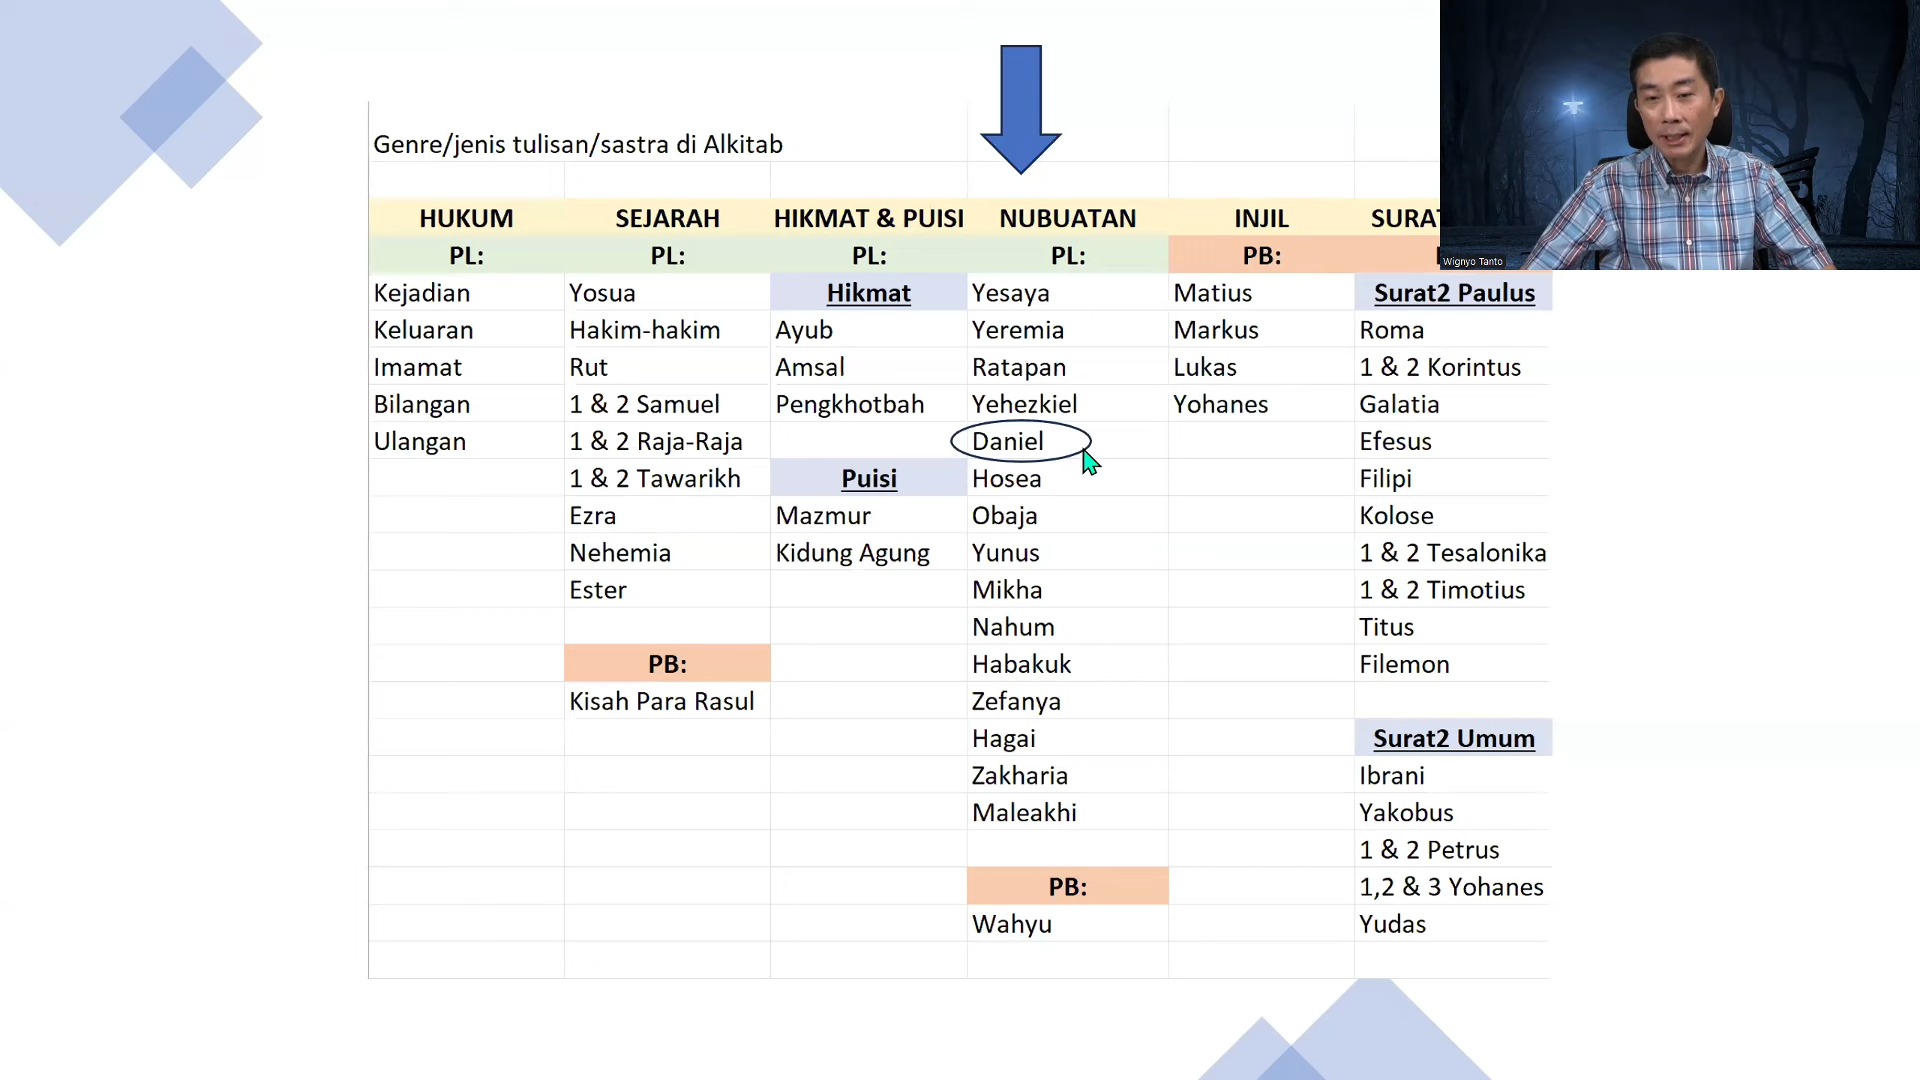 Genre/jenis tulisan/sastra di Alkitab
HUKUM SEJARAH HIKMAT & PUISI NUBUATAN INJIL
PL: PL: PL: PL: PB:
Wignyo Tanto
Kejadian Yosua Hikmat Yesaya Matius Surat2 Paulus
Keluaran Hakim-hakim Ayub Yeremia Markus Roma
Imamat Rut Amsal Ratapan Lukas 1 & 2 Korintus
Bilangan 1 & 2 Samuel Pengkhotbah Yehezkiel Yohanes Galatia
Ulangan 1 & 2 Raja-Raja Daniel Efesus
1 & 2 Tawarikh Puisi Hosea Filipi
Ezra Mazmur Obaja Kolose
Nehemia Kidung Agung Yunus 1 & 2 Tesalonika
Ester Mikha 1 & 2 Timotius
Nahum Titus
PB: Habakuk Filemon
Kisah Para Rasul Zefanya
Hagai Surat2 Umum
Zakharia Ibrani
Maleakhi Yakobus
1 & 2 Petrus
PB: 1,2 & 3 Yohanes
Wahyu Yudas